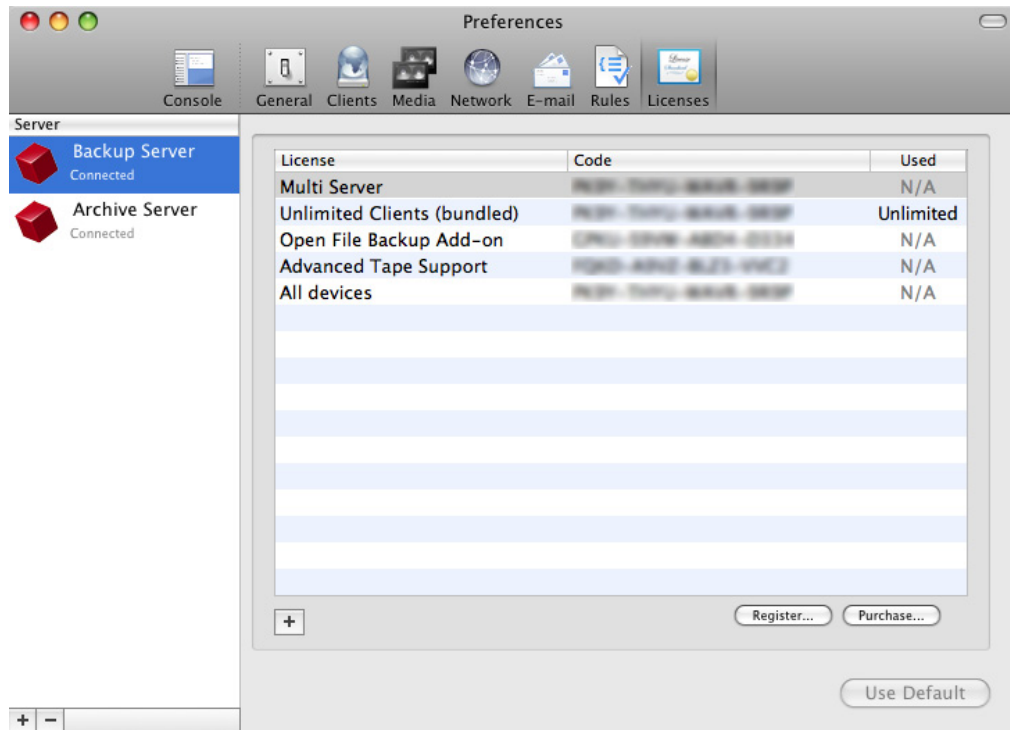 Preferences
Console General Clients Media Network E-mail Rules Licenses
Server
Backup Server
Connected
Archive Server
Connected
License Code Used
Multi Server N/A
Unlimited Clients (bundled) Unlimited
Open File Backup Add-on N/A
Advanced Tape Support N/A
All devices N/A
+ Register... Purchase...
Use Default
+ −